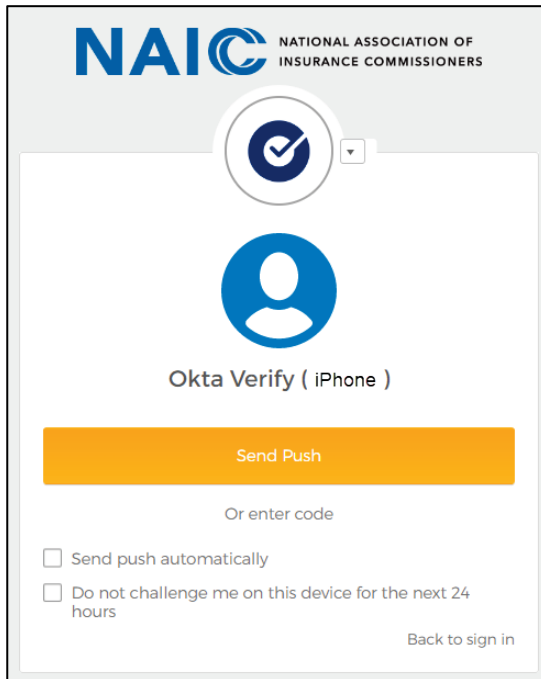 NAIC NATIONAL ASSOCIATION OF
INSURANCE COMMISSIONERS
Okta Verify ( iPhone )
Send Push
Or enter code
Send push automatically
Do not challenge me on this device for the next 24
hours
Back to sign in